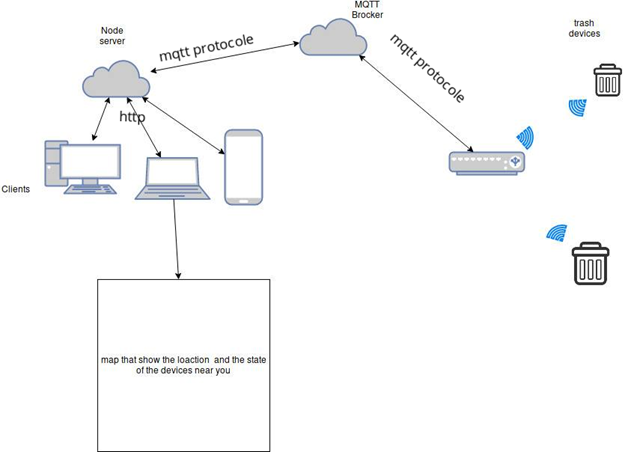 MQTT
Brocker
Node
server
trash
devices
mqtt protocole
mqtt protocole
http
Clients
map that show the loaction and the state
of the devices near you